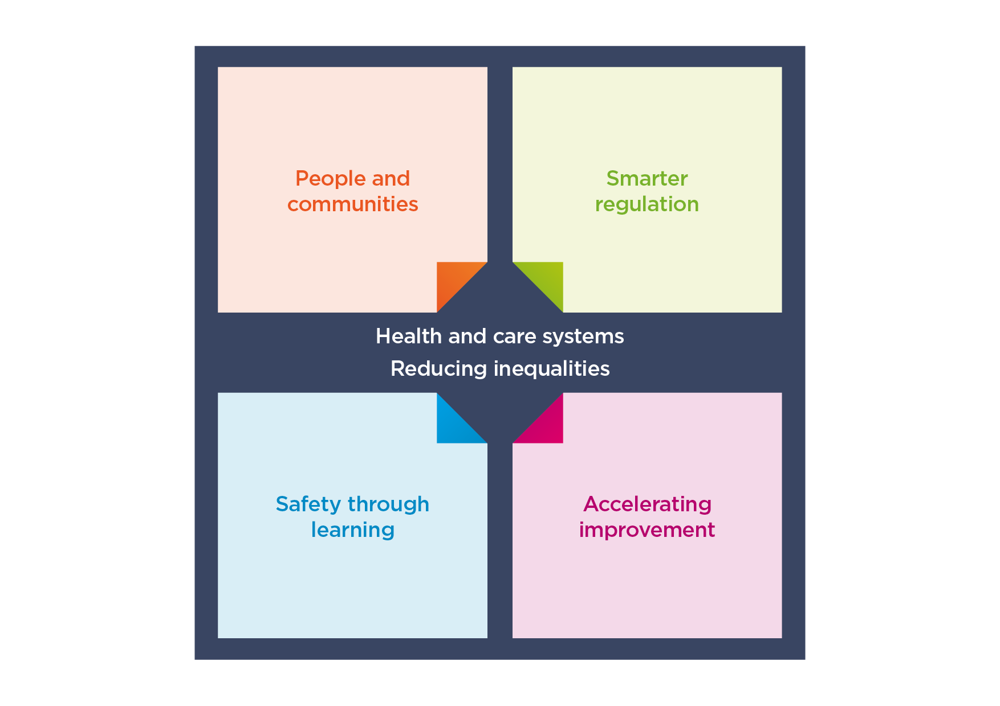 People and
communities
Smarter
regulation
Health and care systems
Reducing inequalities
Safety through
learning
Accelerating
improvement